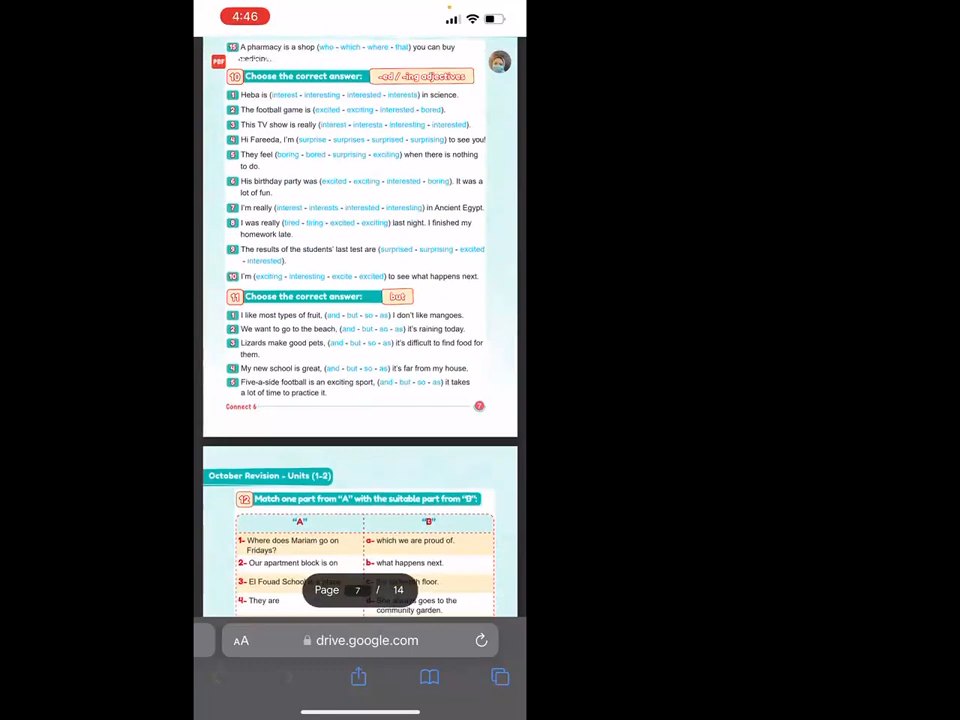 4:46
15 A pharmacy is a shop (who - which - where - that) you can buy
medicine.
PDF
10 Choose the correct answer: -ed / -ing adjectives
1 Heba is (interest - interesting - interested - interests) in science.
2 The football game is (excited - exciting - interested - bored).
3 This TV show is really (interest - interests - interesting - interested).
4 Hi Fareeda, I'm (surprise - surprises - surprised - surprising) to see you!
5 They feel (boring - bored - surprising - exciting) when there is nothing
to do.
6 His birthday party was (excited - exciting - interested - boring). It was a
lot of fun.
7 I'm really (interest - interests - interested - interesting) in Ancient Egypt.
8 I was really (tired - tiring - excited - exciting) last night. I finished my
homework late.
9 The results of the students' last test are (surprised - surprising - excited
- interested).
10 I'm (exciting - interesting - excite - excited) to see what happens next.
11 Choose the correct answer: but
1 I like most types of fruit, (and - but - so - as) I don't like mangoes.
2 We want to go to the beach, (and - but - so - as) it's raining today.
3 Lizards make good pets, (and - but - so - as) it's difficult to find food for
them.
4 My new school is great, (and - but - so - as) it's far from my house.
5 Five-a-side football is an exciting sport, (and - but - so - as) it takes
a lot of time to practice it.
Connect 6 7
October Revision - Units (1-2)
12 Match one part from "A" with the suitable part from "B":
"A" "B"
1- Where does Mariam go on
Fridays?
a- which we are proud of.
2- Our apartment block is on
b- what happens next.
3- El Fouad School
floor.
4- They are
goes to the
community garden.
Page 7 / 14
AA drive.google.com